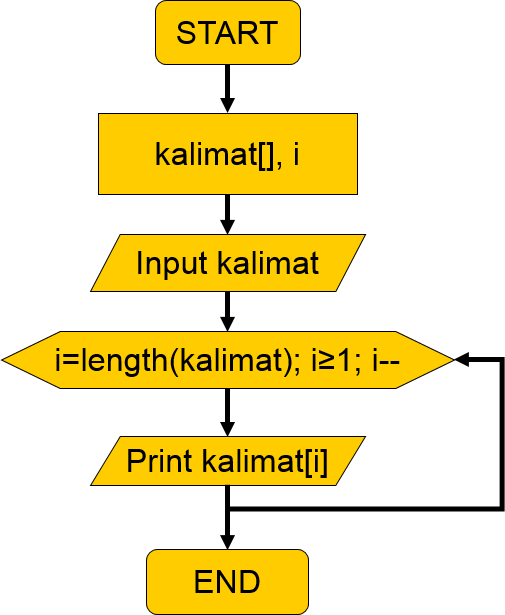 START
kalimat[], i
Input kalimat
i=length(kalimat); i≥1; i--
Print kalimat[i]
END